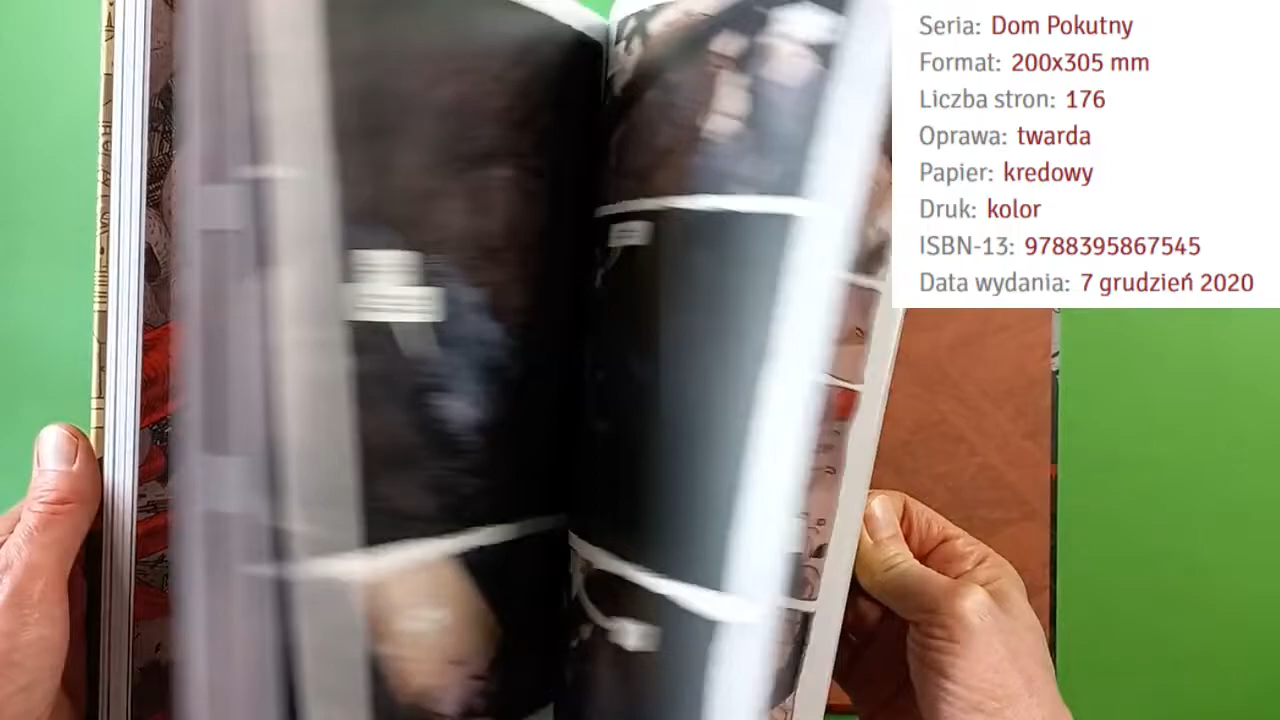 Seria: Dom Pokutny
Format: 200x305 mm
Liczba stron: 176
Oprawa: twarda
Papier: kredowy
Druk: kolor
ISBN-13: 9788395867545
Data wydania: 7 grudzień 2020